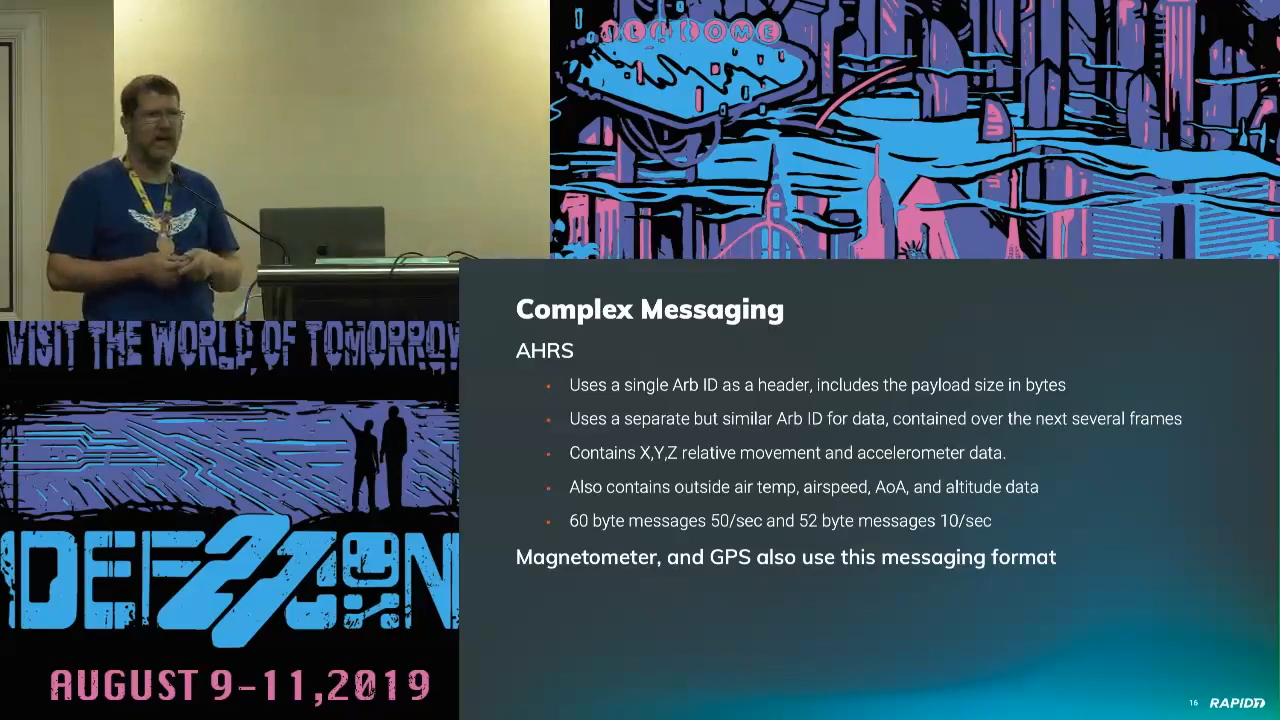 WELCOME
Complex Messaging
AHRS
Uses a single Arb ID as a header, includes the payload size in bytes
Uses a separate but similar Arb ID for data, contained over the next several frames
Contains X,Y,Z relative movement and accelerometer data.
Also contains outside air temp, airspeed, AoA, and altitude data
60 byte messages 50/sec and 52 byte messages 10/sec
Magnetometer, and GPS also use this messaging format
16 RAPID7
VISIT THE WORLD OF TOMORROW
DEF27CON
AUGUST 9-11,2019